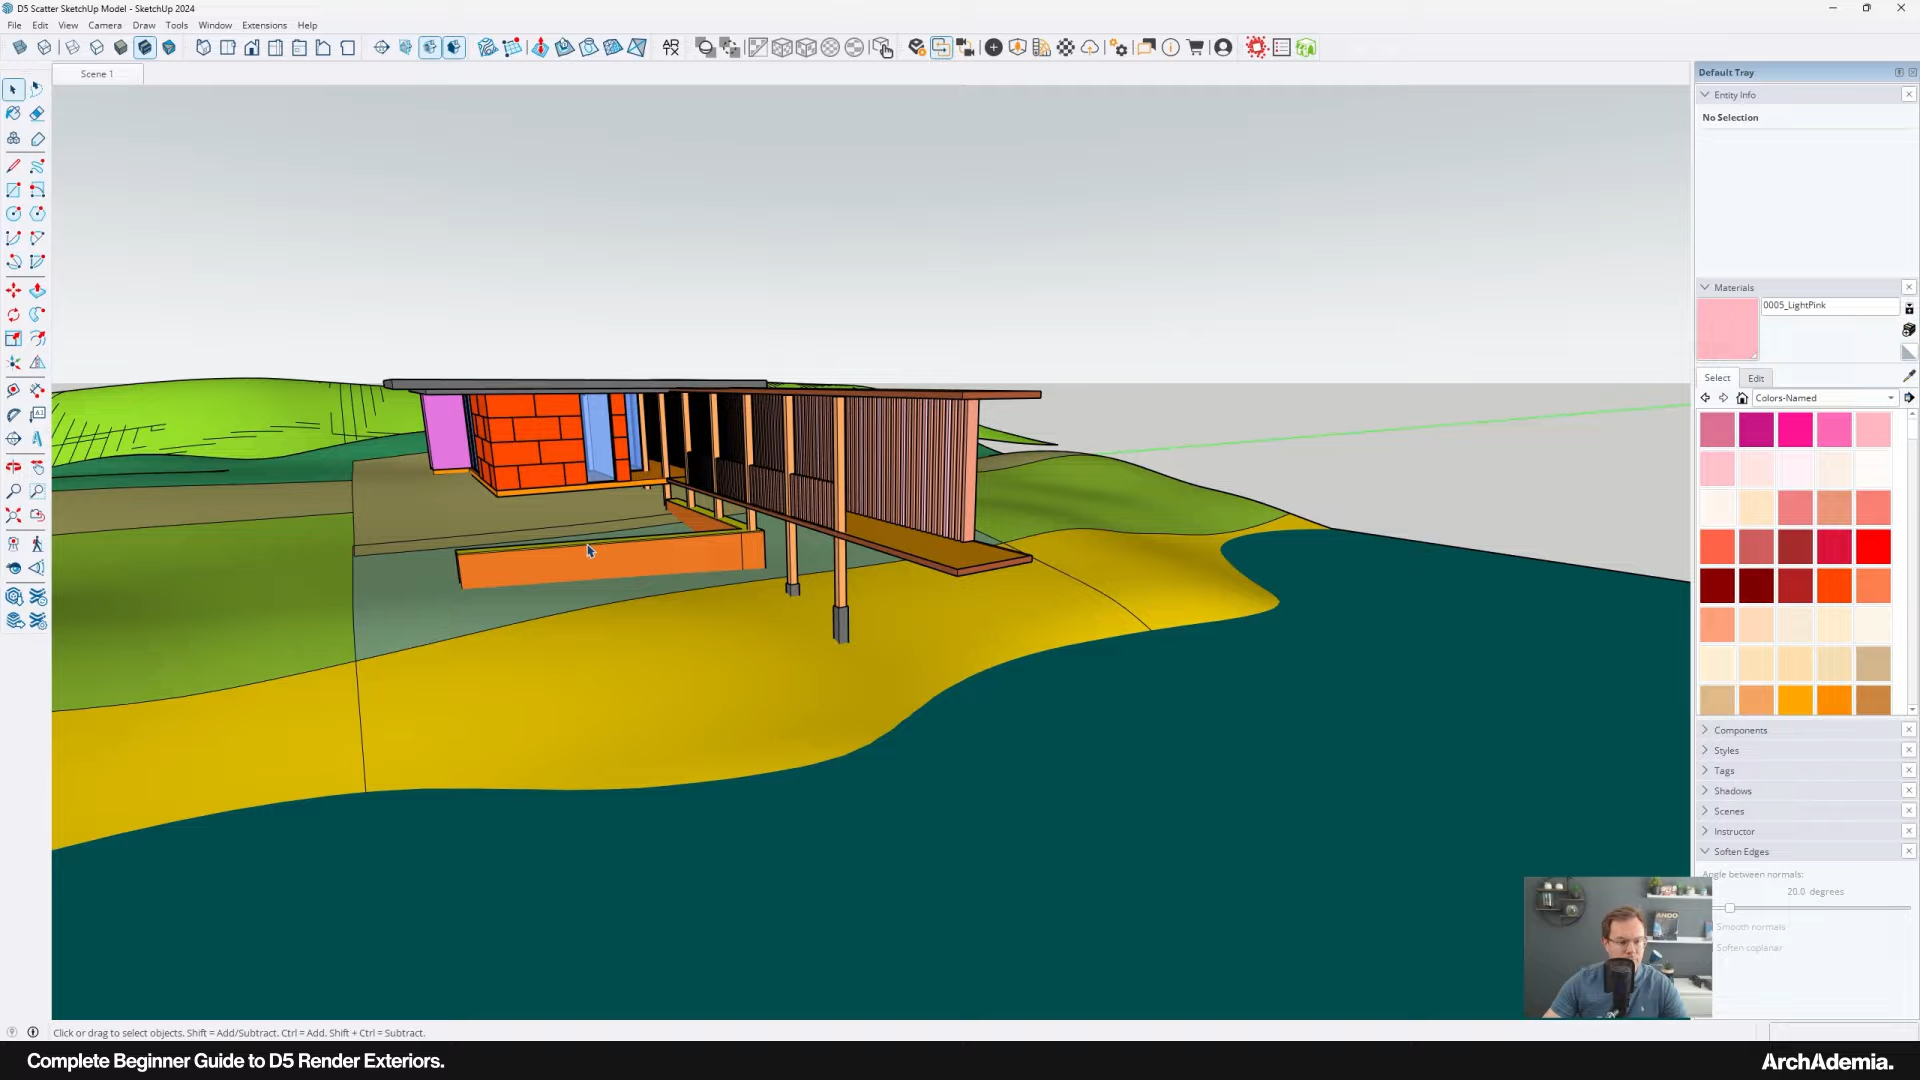 D5 Scatter SketchUp Model - SketchUp 2024
File Edit View Camera Draw Tools Window Extensions Help
Scene 1
Default Tray
Entity Info
No Selection
Materials
0005_LightPink
Select Edit
Colors-Named
Components
Styles
Tags
Shadows
Scenes
Instructor
Soften Edges
Angle between normals:
20.0 degrees
Smooth normals
Soften coplanar
ANDO
Click or drag to select objects. Shift = Add/Subtract. Ctrl = Add. Shift + Ctrl = Subtract.
Complete Beginner Guide to D5 Render Exteriors.
ArchAdemia.